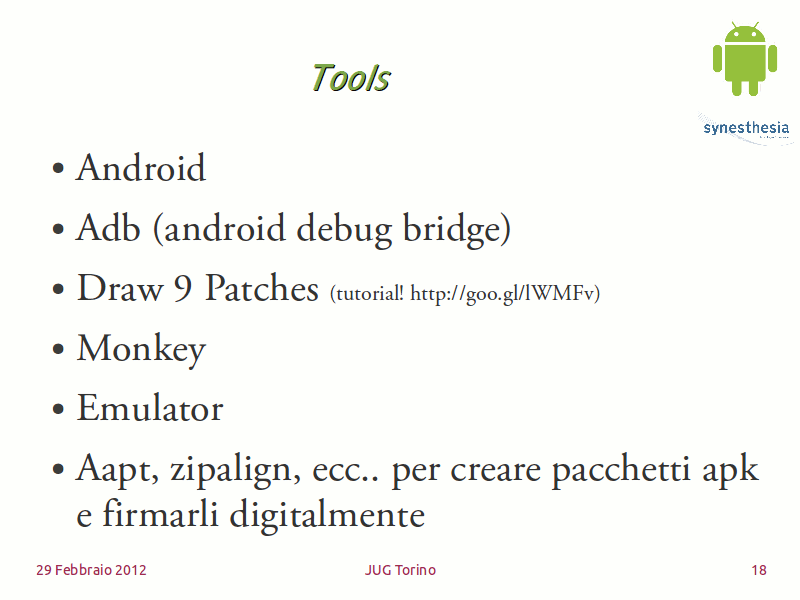 Tools
synesthesia
• Android
• Adb (android debug bridge)
• Draw 9 Patches (tutorial! http://goo.gl/lWMFv)
• Monkey
• Emulator
• Aapt, zipalign, ecc.. per creare pacchetti apk
e firmarli digitalmente
29 Febbraio 2012
JUG Torino
18